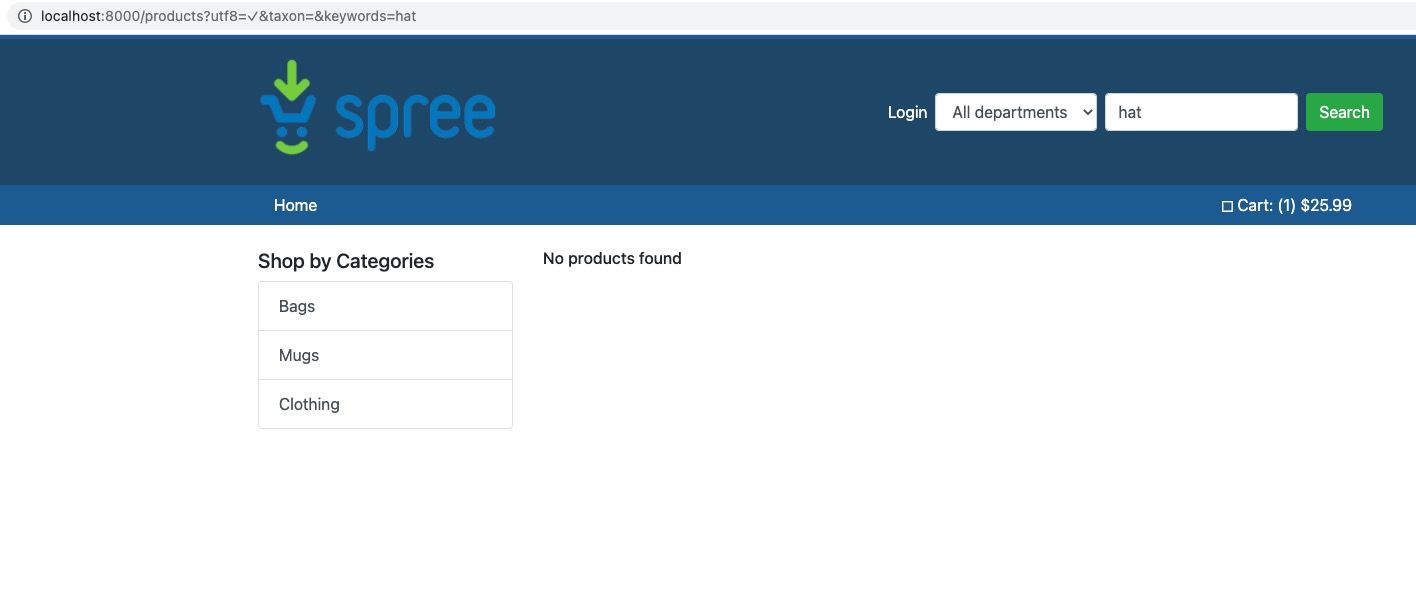 localhost:8000/products?utf8=✓&taxon=&keywords=hat
spree
Login All departments hat Search
Home Cart: (1) $25.99
Shop by Categories
No products found
Bags
Mugs
Clothing